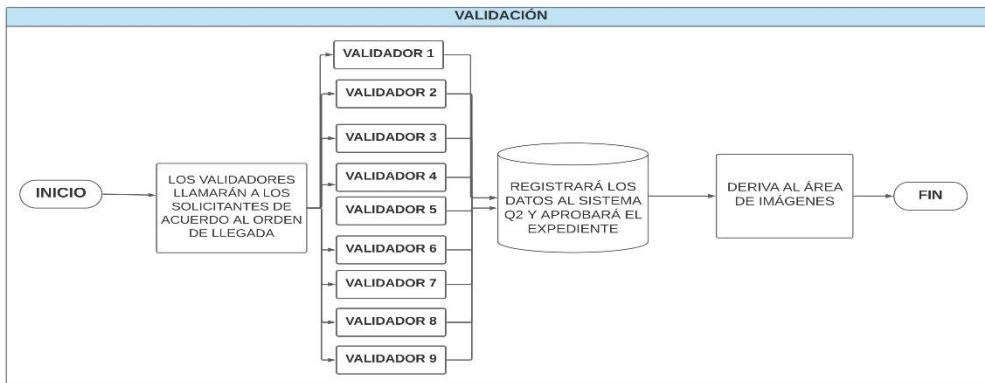 VALIDACIÓN
INICIO
LOS VALIDADORES
LLAMARÁN A LOS
SOLICITANTES DE
ACUERDO AL ORDEN
DE LLEGADA
VALIDADOR 1
VALIDADOR 2
VALIDADOR 3
VALIDADOR 4
VALIDADOR 5
VALIDADOR 6
VALIDADOR 7
VALIDADOR 8
VALIDADOR 9
REGISTRARÁ LOS
DATOS AL SISTEMA
Q2 Y APROBARÁ EL
EXPEDIENTE
DERIVA AL ÁREA
DE IMÁGENES
FIN